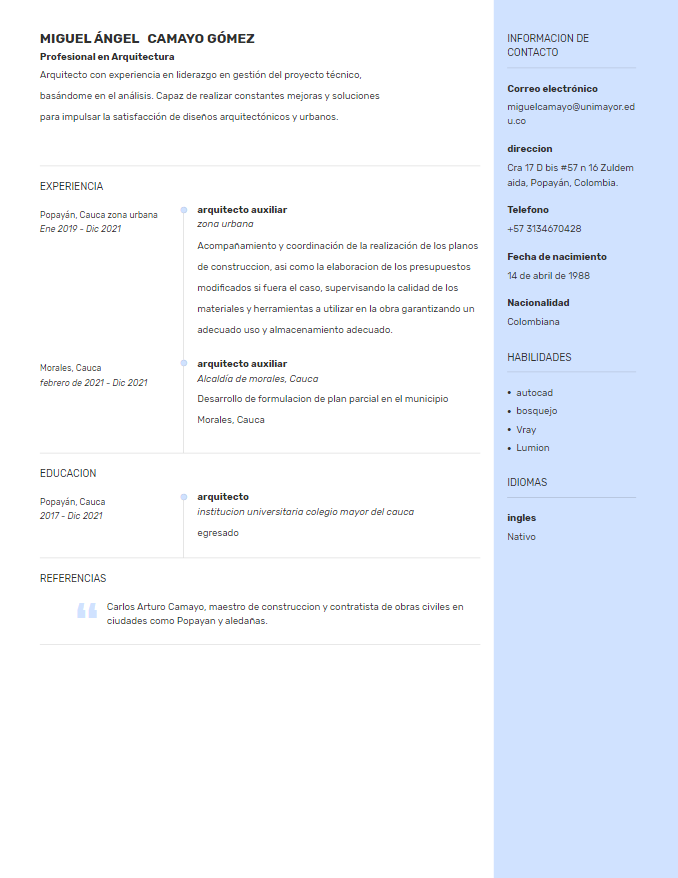 MIGUEL ÁNGEL CAMAYO GÓMEZ
Profesional en Arquitectura
Arquitecto con experiencia en liderazgo en gestión del proyecto técnico,
basándome en el análisis. Capaz de realizar constantes mejoras y soluciones
para impulsar la satisfacción de diseños arquitectónicos y urbanos.
EXPERIENCIA
Popayán, Cauca zona urbana
Ene 2019 - Dic 2021
arquitecto auxiliar
zona urbana
Acompañamiento y coordinación de la realización de los planos
de construccion, asi como la elaboracion de los presupuestos
modificados si fuera el caso, supervisando la calidad de los
materiales y herramientas a utilizar en la obra garantizando un
adecuado uso y almacenamiento adecuado.
Morales, Cauca
febrero de 2021 - Dic 2021
arquitecto auxiliar
Alcaldía de morales, Cauca
Desarrollo de formulacion de plan parcial en el municipio
Morales, Cauca
EDUCACION
Popayán, Cauca
2017 - Dic 2021
arquitecto
institucion universitaria colegio mayor del cauca
egresado
REFERENCIAS
Carlos Arturo Camayo, maestro de construccion y contratista de obras civiles en
ciudades como Popayan y aledañas.
INFORMACION DE
CONTACTO
Correo electrónico
miguelcamayo@unimayor.ed
u.co
direccion
Cra 17 D bis #57 n 16 Zuldem
aida, Popayán, Colombia.
Telefono
+57 3134670428
Fecha de nacimiento
14 de abril de 1988
Nacionalidad
Colombiana
HABILIDADES
• autocad
• bosquejo
• Vray
• Lumion
IDIOMAS
ingles
Nativo